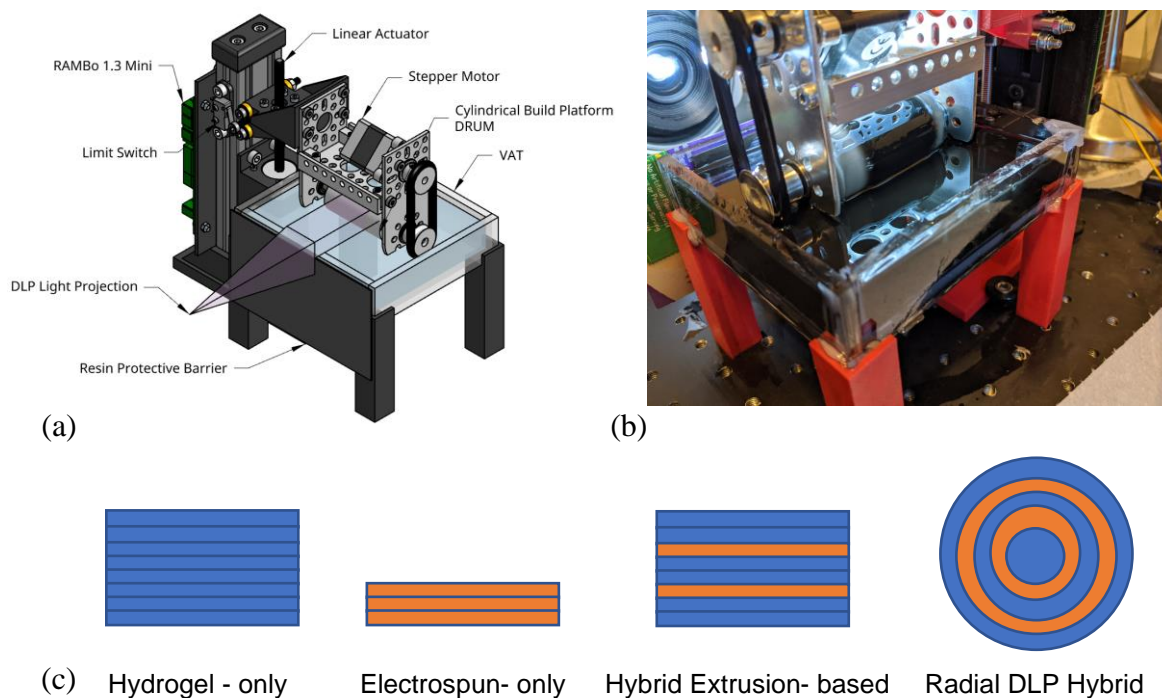 Linear Actuator
RAMBo 1.3 Mini
Stepper Motor
Cylindrical Build Platform
DRUM
Limit Switch
VAT
DLP Light Projection
Resin Protective Barrier
(a)
(b)
(c)
Hydrogel - only
Electrospun- only
Hybrid Extrusion- based
Radial DLP Hybrid